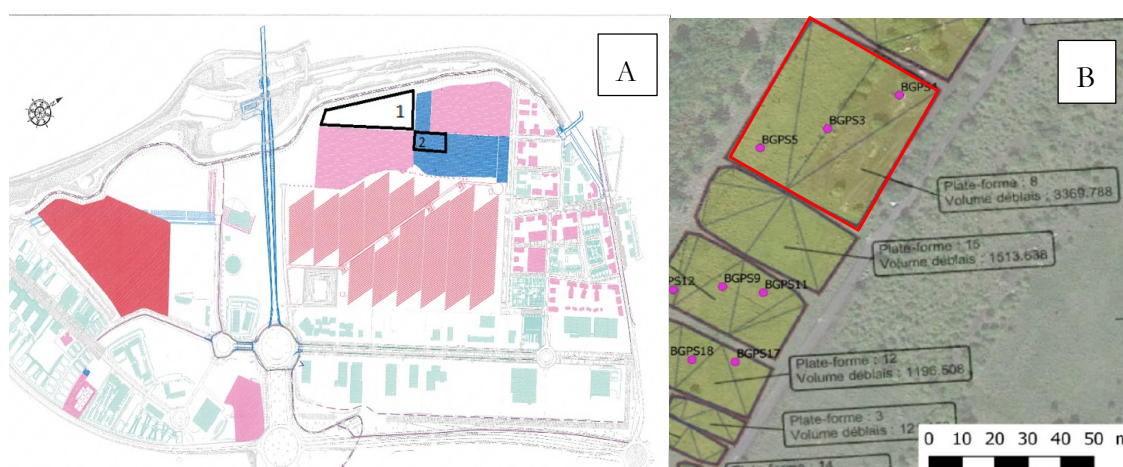 A
1
2
B
BGPS4
BGPS3
BGPS5
Plate-forme : 8
Volume déblais : 3369.788
Plate-forme : 15
Volume déblais : 1513.638
BGPS9
BGPS11
BGPS18
BGPS17
Plate-forme : 12
Volume déblais : 1196.508
Plate-forme : 3
Volume déblais :
0 10 20 30 40 50